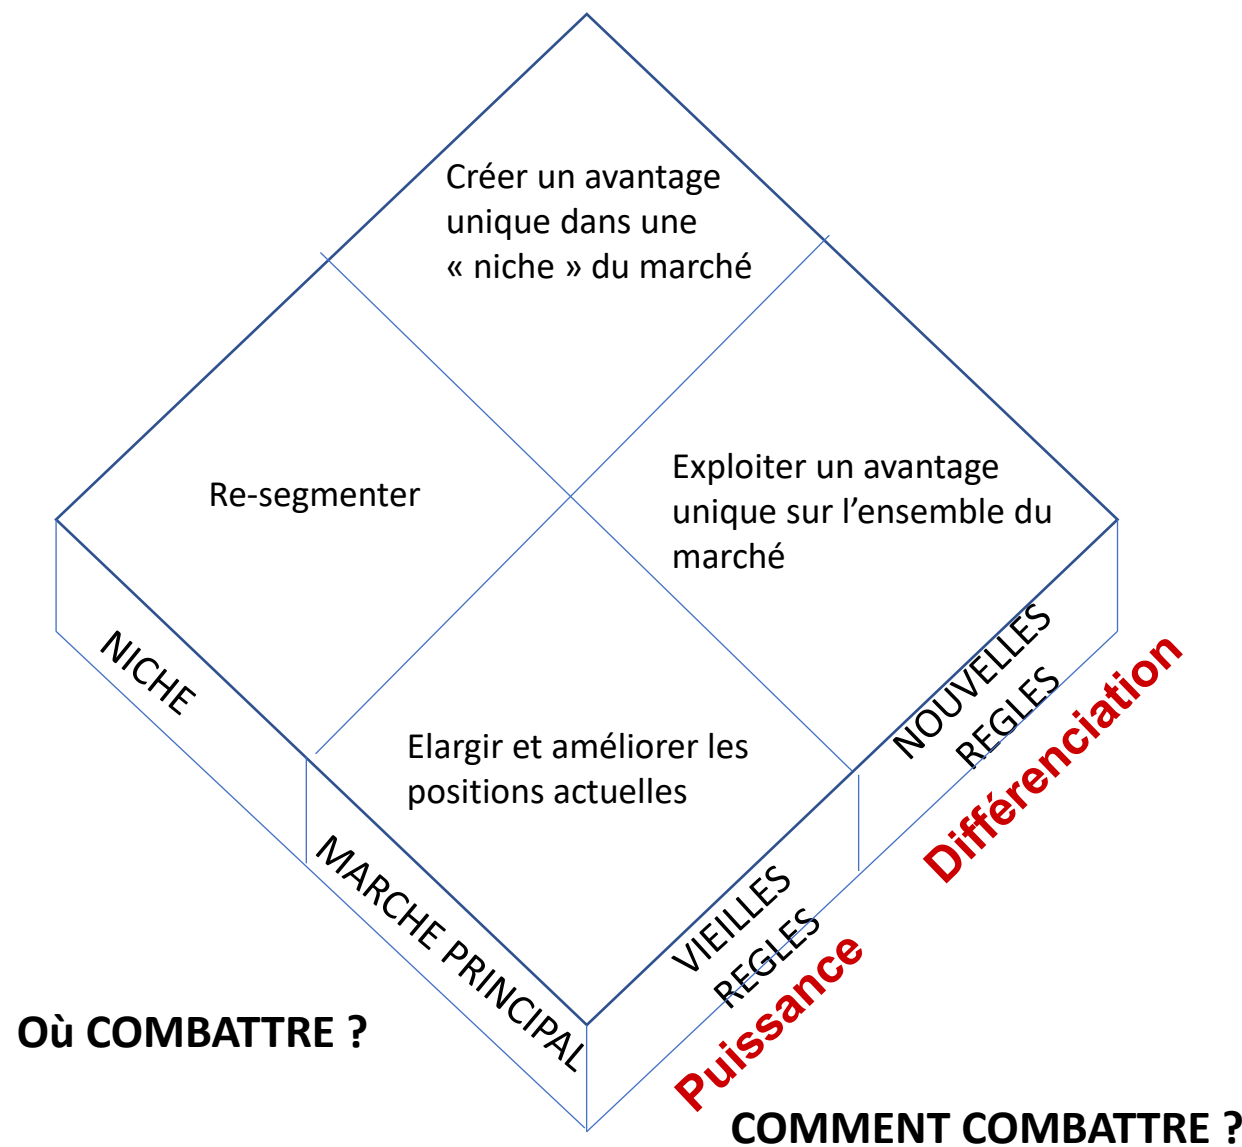 Créer un avantage
unique dans une
« niche » du marché
Re-segmenter
Exploiter un avantage
unique sur l’ensemble du
marché
Elargir et améliorer les
positions actuelles
NICHE
MARCHE PRINCIPAL
NOUVELLES
REGLES
Différenciation
VIEILLES
REGLES
Puissance
Où COMBATTRE ?
COMMENT COMBATTRE ?